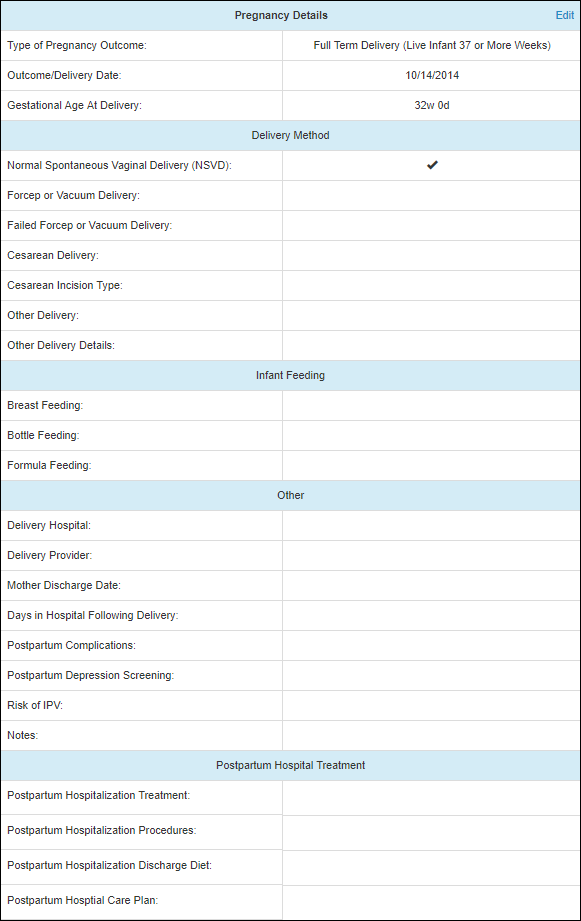 Pregnancy Details Edit
Type of Pregnancy Outcome: Full Term Delivery (Live Infant 37 or More Weeks)
Outcome/Delivery Date: 10/14/2014
Gestational Age At Delivery: 32w 0d
Delivery Method
Normal Spontaneous Vaginal Delivery (NSVD): ✔
Forcep or Vacuum Delivery:
Failed Forcep or Vacuum Delivery:
Cesarean Delivery:
Cesarean Incision Type:
Other Delivery:
Other Delivery Details:
Infant Feeding
Breast Feeding:
Bottle Feeding:
Formula Feeding:
Other
Delivery Hospital:
Delivery Provider:
Mother Discharge Date:
Days in Hospital Following Delivery:
Postpartum Complications:
Postpartum Depression Screening:
Risk of IPV:
Notes:
Postpartum Hospital Treatment
Postpartum Hospitalization Treatment:
Postpartum Hospitalization Procedures:
Postpartum Hospitalization Discharge Diet:
Postpartum Hosptial Care Plan: